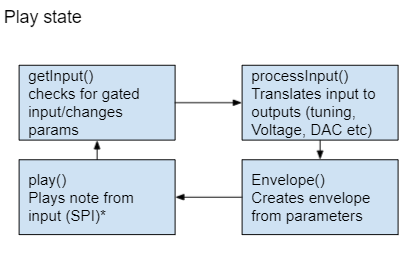 Play state
getInput()
checks for gated
input/changes
params
processInput()
Translates input to
outputs (tuning,
Voltage, DAC etc)
play()
Plays note from
input (SPI)*
Envelope()
Creates envelope
from parameters